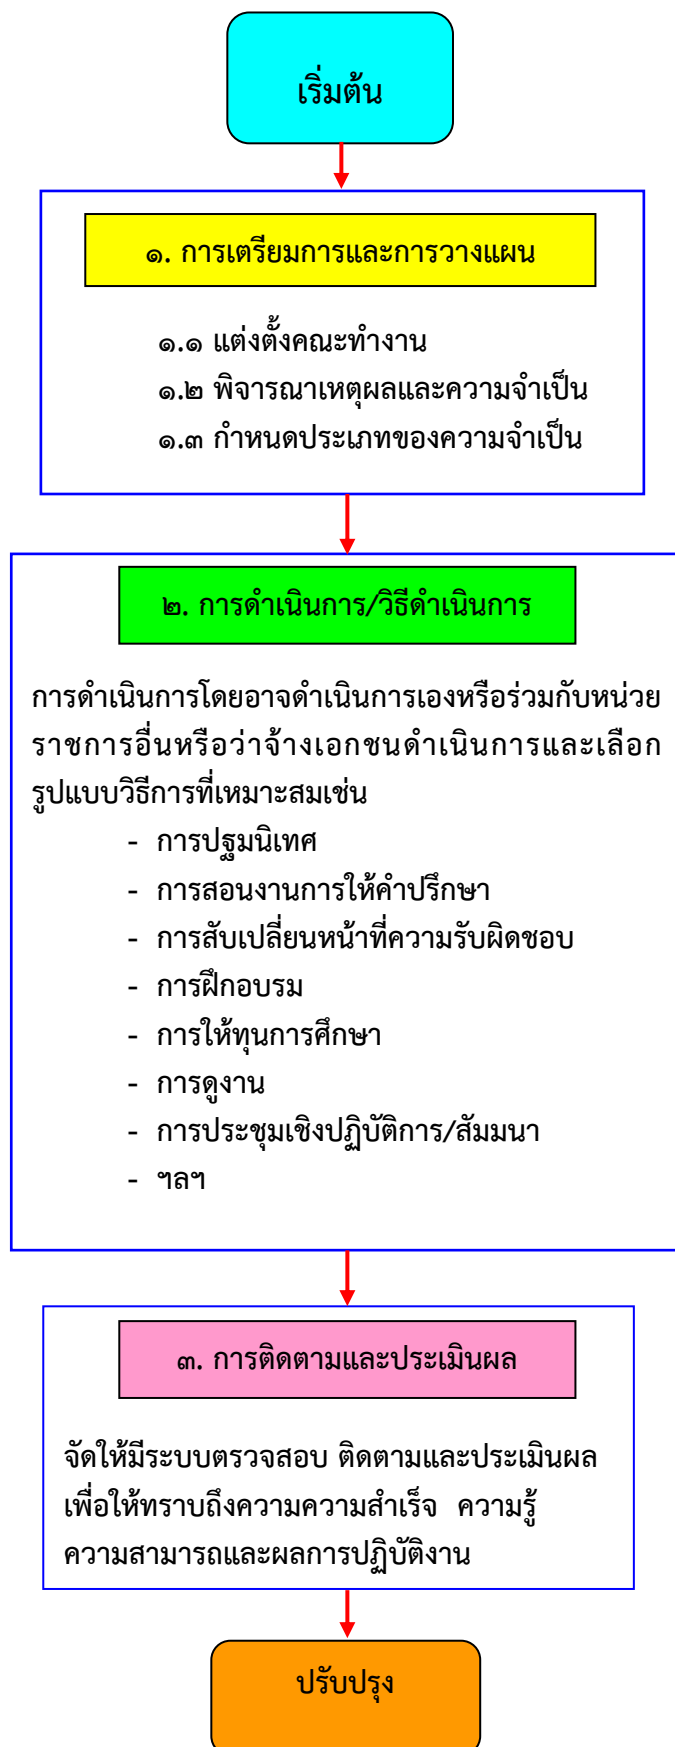 เริ่มต้น
๑. การเตรียมการและการวางแผน
๑.๑ แต่งตั้งคณะทำงาน
๑.๒ พิจารณาเหตุผลและความจำเป็น
๑.๓ กำหนดประเภทของความจำเป็น
๒. การดำเนินการ/วิธีดำเนินการ
การดำเนินการโดยอาจดำเนินการเองหรือร่วมกับหน่วย
ราชการอื่นหรือว่าจ้างเอกชนดำเนินการและเลือก
รูปแบบวิธีการที่เหมาะสมเช่น
- การปฐมนิเทศ
- การสอนงานการให้คำปรึกษา
- การสับเปลี่ยนหน้าที่ความรับผิดชอบ
- การฝึกอบรม
- การให้ทุนการศึกษา
- การดูงาน
- การประชุมเชิงปฏิบัติการ/สัมมนา
- ฯลฯ
๓. การติดตามและประเมินผล
จัดให้มีระบบตรวจสอบ ติดตามและประเมินผล
เพื่อให้ทราบถึงความความสำเร็จ ความรู้
ความสามารถและผลการปฏิบัติงาน
ปรับปรุง